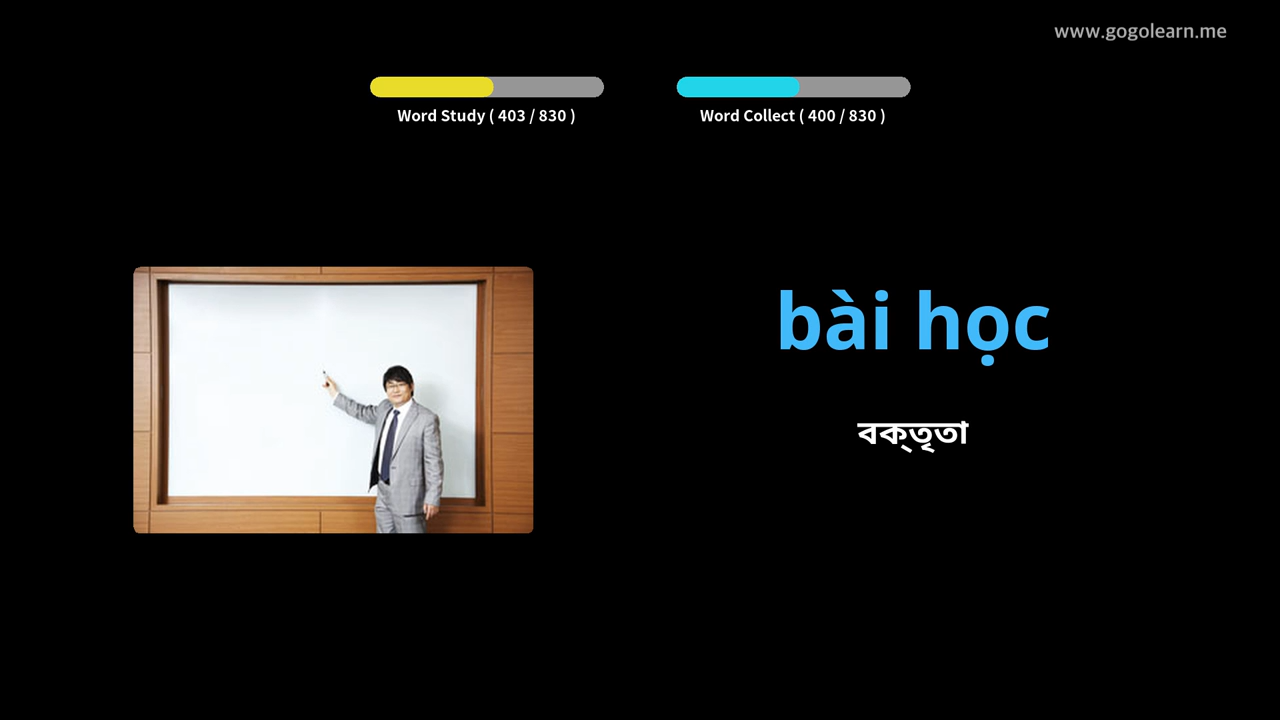 www.gogolearn.me
Word Study ( 403 / 830 )
Word Collect ( 400 / 830 )
bài học
বক্তৃতা